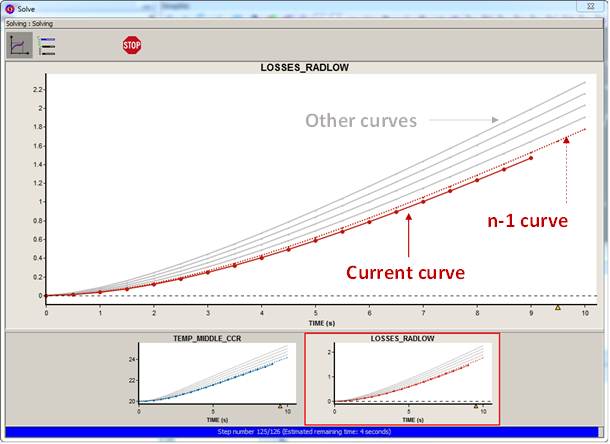 Solve
Solving : Solving
STOP
LOSSES_RADLOW
2.2
2
1.8
1.6
1.4
1.2
1
0.8
0.6
0.4
0.2
0
Other curves
n-1 curve
Current curve
0 1 2 3 4 5 6 7 8 9 10
TIME (s)
TEMP_MIDDLE_CCR
24
22
20
0 5 10
TIME (s)
LOSSES_RADLOW
2
1
0
0 5 10
TIME (s)
Step number 125/126 (Estimated remaining time: 4 seconds)